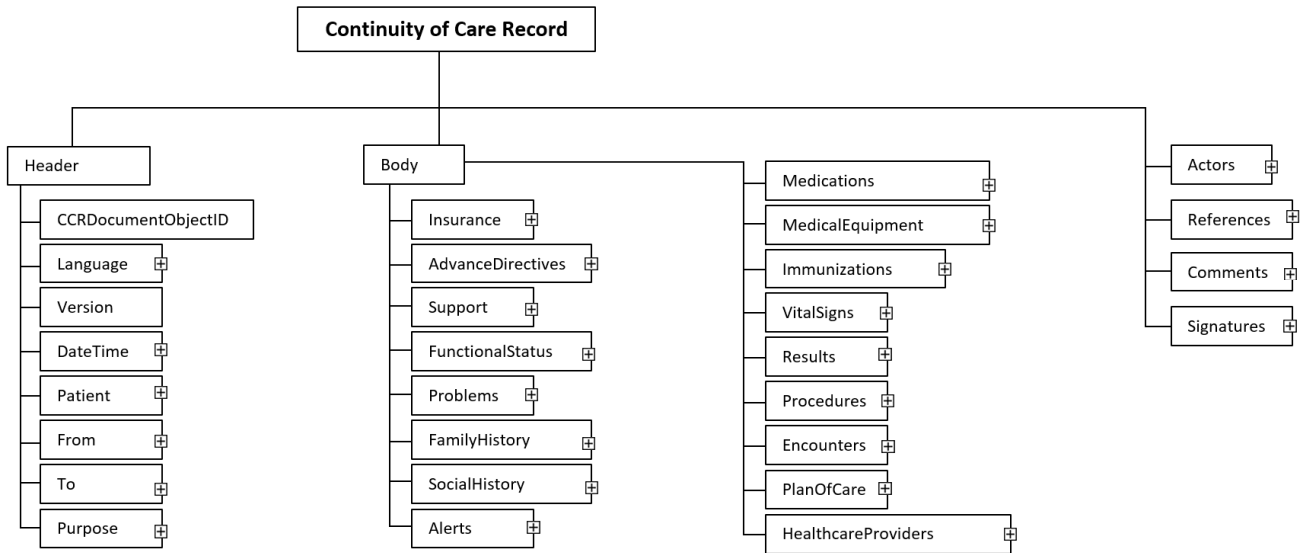 Continuity of Care Record
Header
CCRDocumentObjectID
Language
Version
DateTime
Patient
From
To
Purpose
Body
Insurance
AdvanceDirectives
Support
FunctionalStatus
Problems
FamilyHistory
SocialHistory
Alerts
Medications
MedicalEquipment
Immunizations
VitalSigns
Results
Procedures
Encounters
PlanOfCare
HealthcareProviders
Actors
References
Comments
Signatures